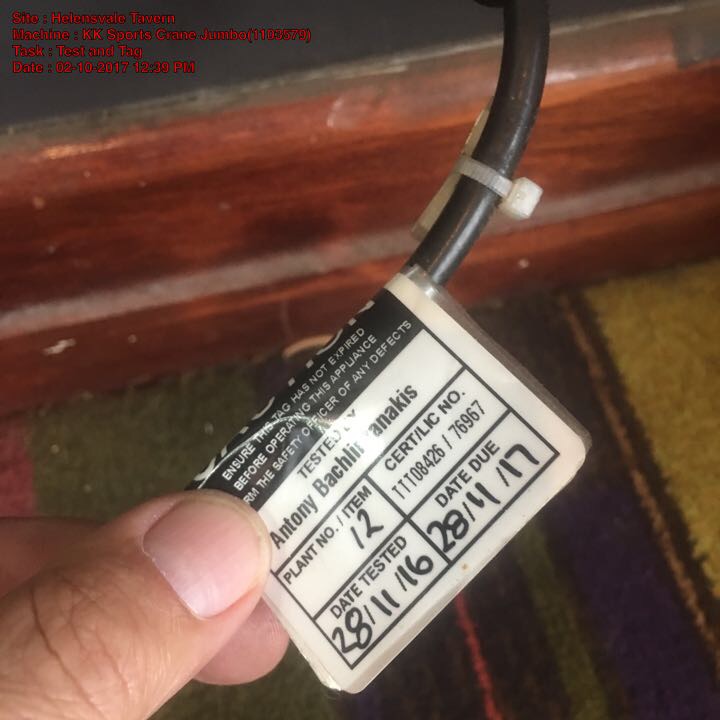 Site : Helensvale Tavern
Machine : KK Sports Crane Jumbo(1103579)
Task : Test and Tag
Date : 02-10-2017 12:39 PM
ENSURE THIS TAG HAS NOT EXPIRED
BEFORE OPERATING THIS APPLIANCE
THE SAFETY OFFICER OF ANY DEFECTS
TESTED BY
Antony
PLANT NO. / ITEM
12
CERT/LIC NO.
TTT08426 / 76967
DATE TESTED
28/11/16
DATE DUE
28/11/17